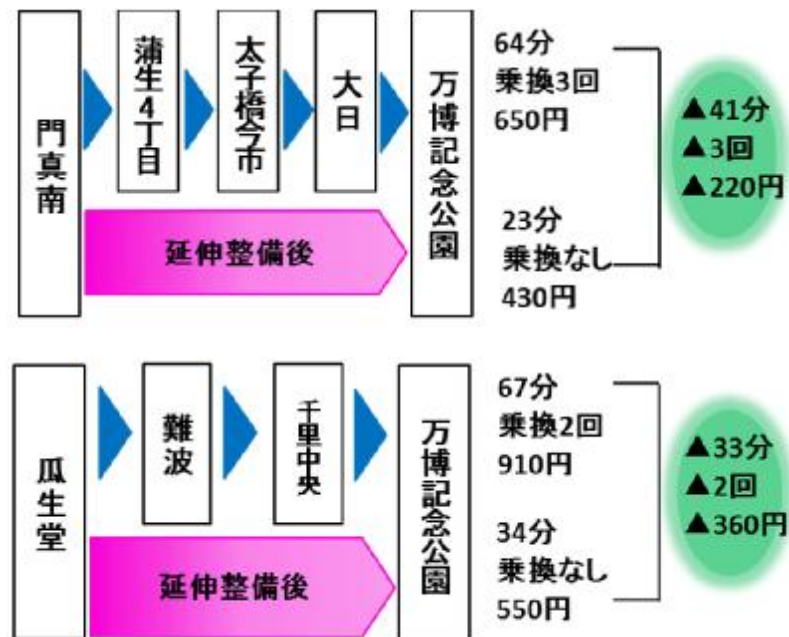 門真南
蒲生4丁目
太子橋今市
大日
万博記念公園
延伸整備後
64分
乗換3回
650円
23分
乗換なし
430円
▲41分
▲3回
▲220円
瓜生堂
難波
千里中央
万博記念公園
延伸整備後
67分
乗換2回
910円
34分
乗換なし
550円
▲33分
▲2回
▲360円